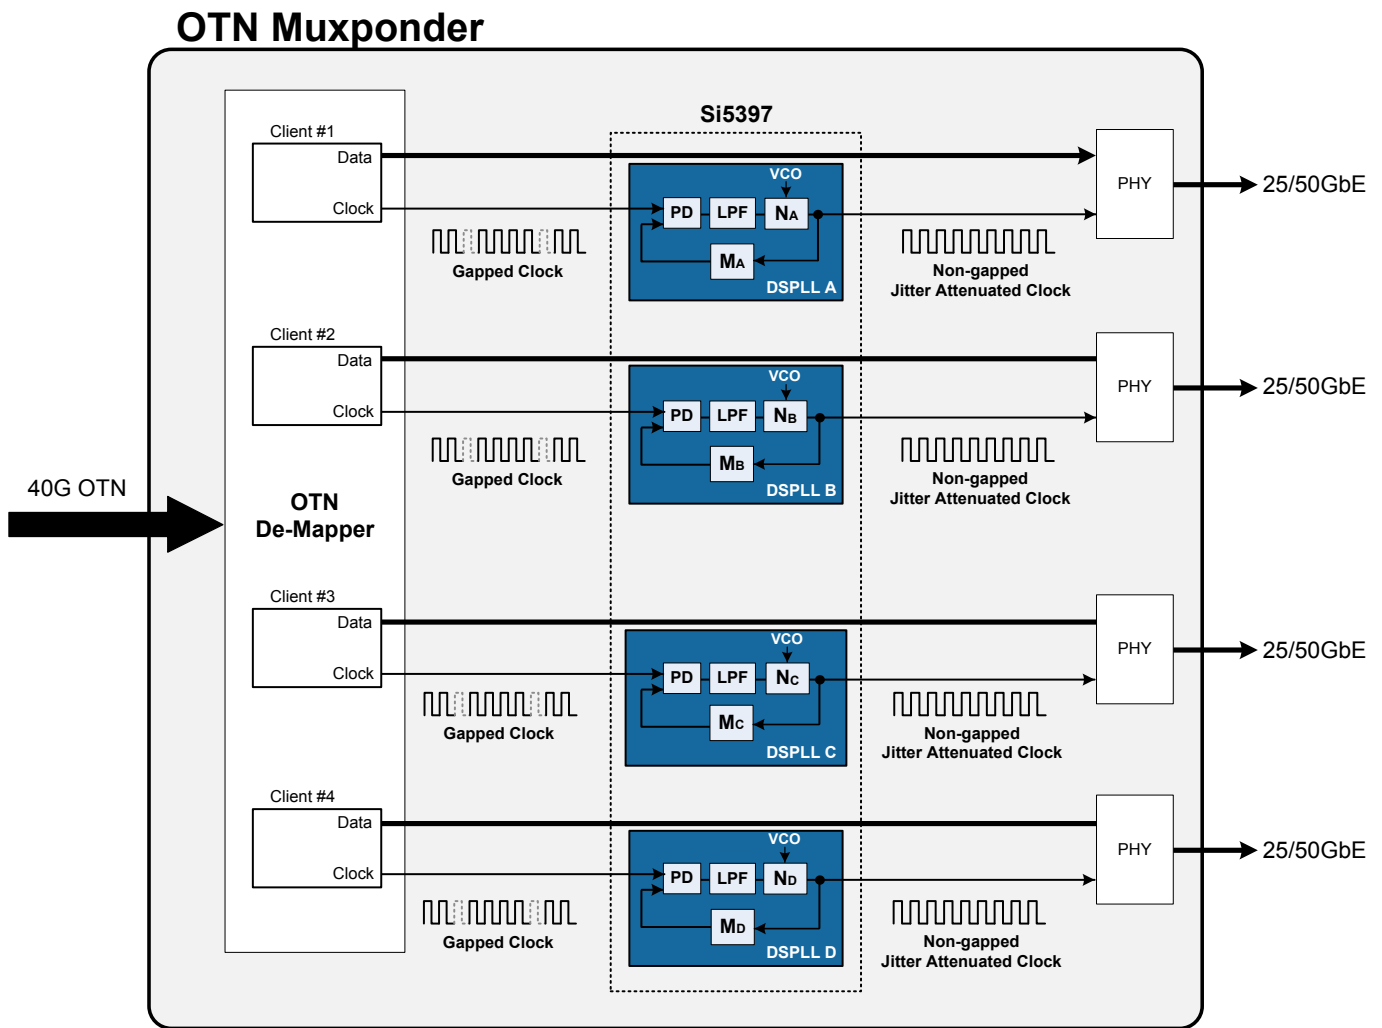 OTN Muxponder
Si5397
Client #1
Data
Clock
VCO
PD
LPF
NA
MA
DSPLL A
Gapped Clock
Non-gapped
Jitter Attenuated Clock
PHY
25/50GbE
Client #2
Data
Clock
VCO
PD
LPF
NB
MB
DSPLL B
Gapped Clock
Non-gapped
Jitter Attenuated Clock
PHY
25/50GbE
40G OTN
OTN
De-Mapper
Client #3
Data
Clock
VCO
PD
LPF
NC
MC
DSPLL C
Gapped Clock
Non-gapped
Jitter Attenuated Clock
PHY
25/50GbE
Client #4
Data
Clock
VCO
PD
LPF
ND
MD
DSPLL D
Gapped Clock
Non-gapped
Jitter Attenuated Clock
PHY
25/50GbE